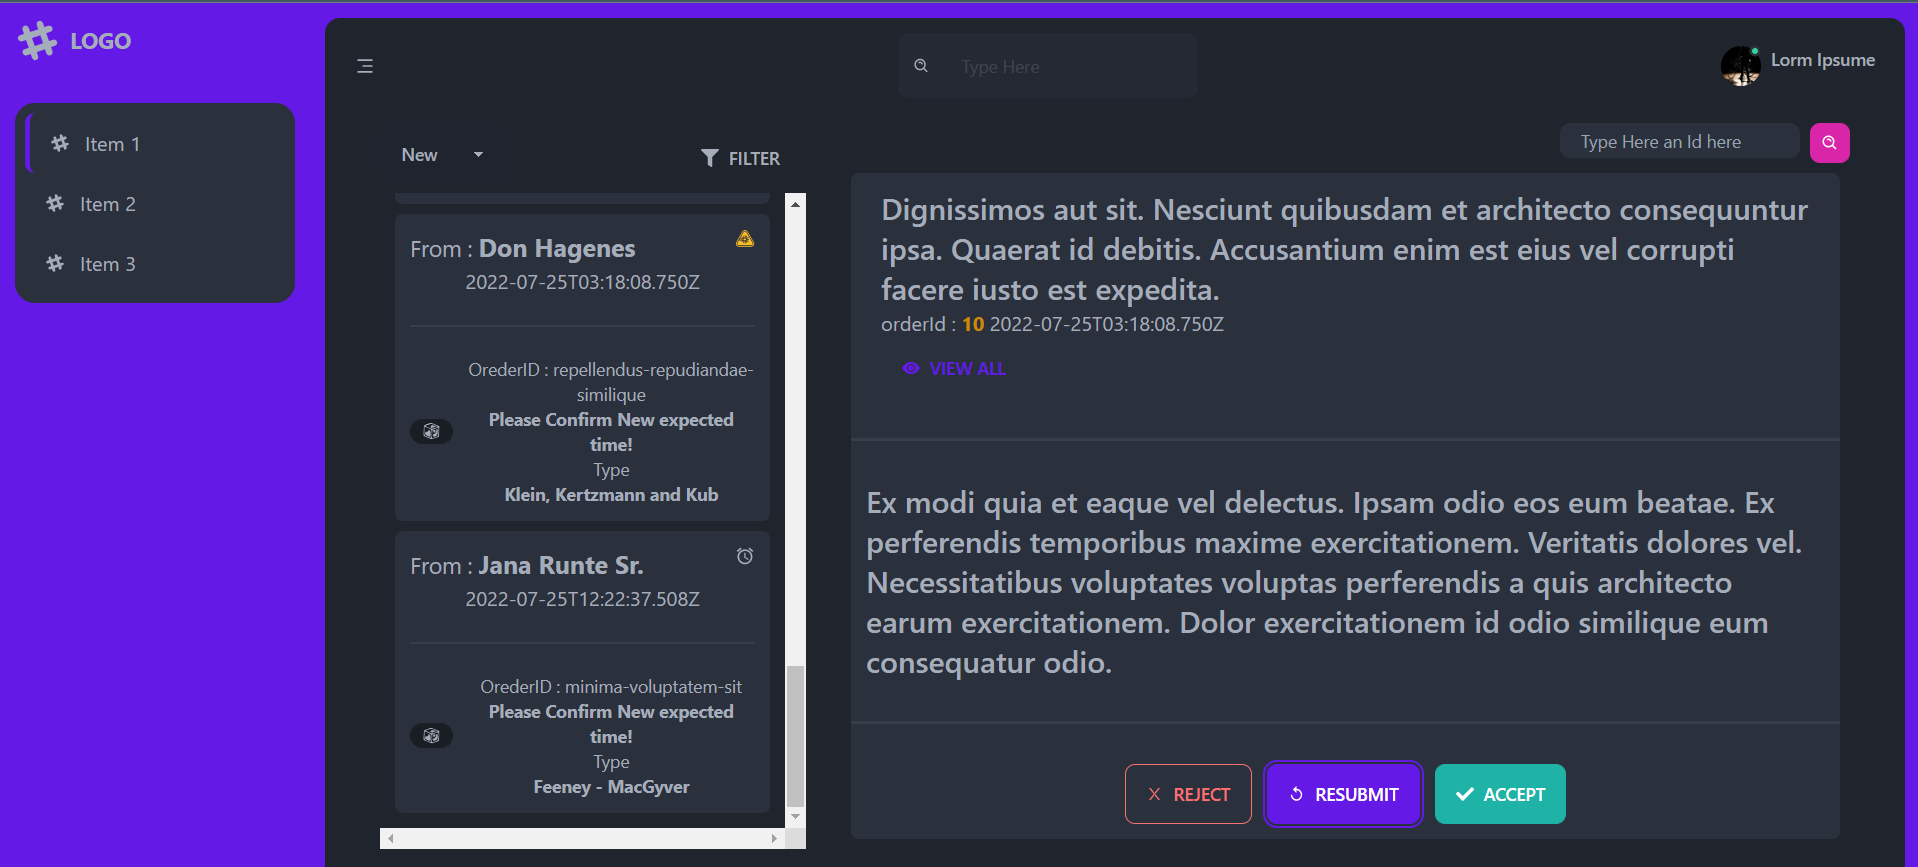 LOGO
Item 1
Item 2
Item 3
Type Here
Lorm Ipsume
New
FILTER
From : Don Hagenes
2022-07-25T03:18:08.750Z
OrederID : repellendus-repudiandae-
similique
Please Confirm New expected
time!
Type
Klein, Kertzmann and Kub
From : Jana Runte Sr.
2022-07-25T12:22:37.508Z
OrederID : minima-voluptatem-sit
Please Confirm New expected
time!
Type
Feeney - MacGyver
Type Here an Id here
Dignissimos aut sit. Nesciunt quibusdam et architecto consequuntur
ipsa. Quaerat id debitis. Accusantium enim est eius vel corrupti
facere iusto est expedita.
orderId : 10 2022-07-25T03:18:08.750Z
VIEW ALL
Ex modi quia et eaque vel delectus. Ipsam odio eos eum beatae. Ex
perferendis temporibus maxime exercitationem. Veritatis dolores vel.
Necessitatibus voluptates voluptas perferendis a quis architecto
earum exercitationem. Dolor exercitationem id odio similique eum
consequatur odio.
REJECT
RESUBMIT
ACCEPT